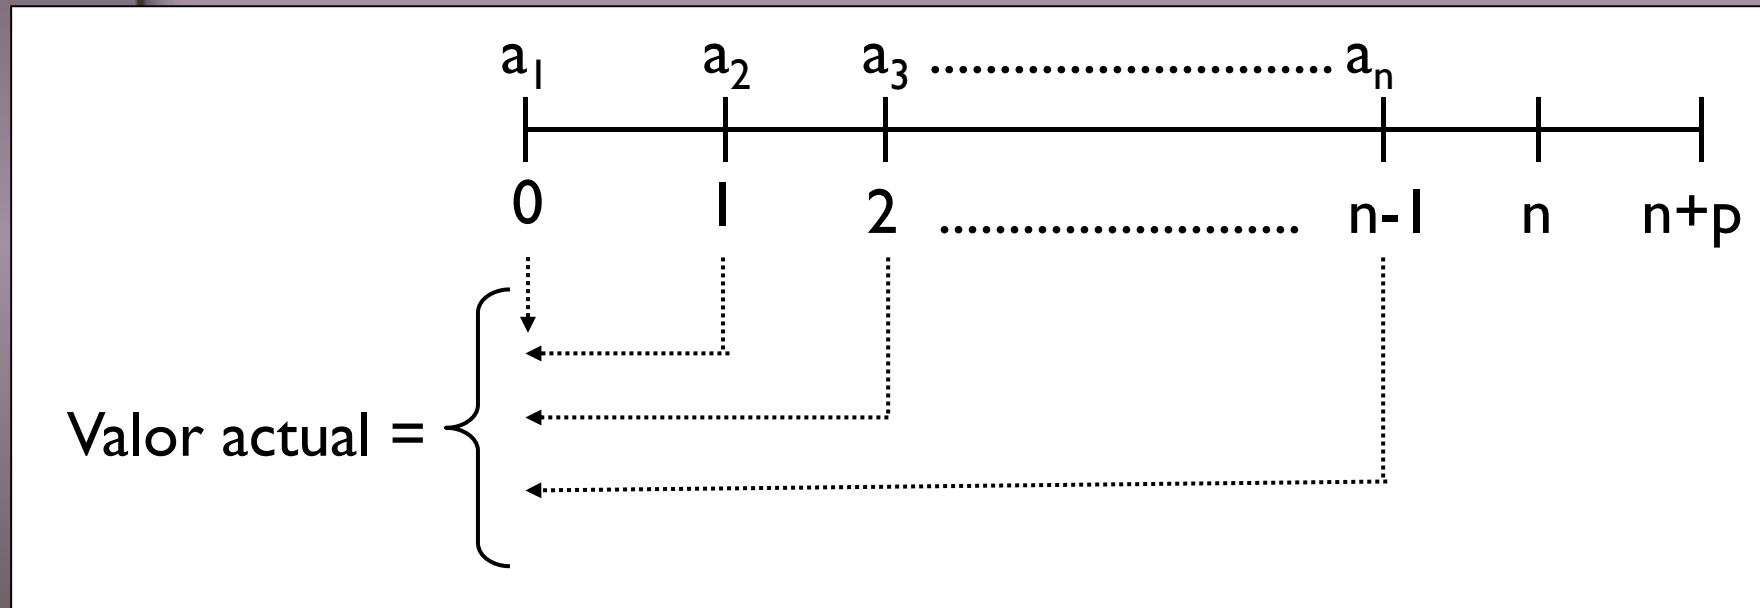 a₁ a₂ a₃ ............................. aₙ
0 1 2 .......................... n-1 n n+p
Valor actual =